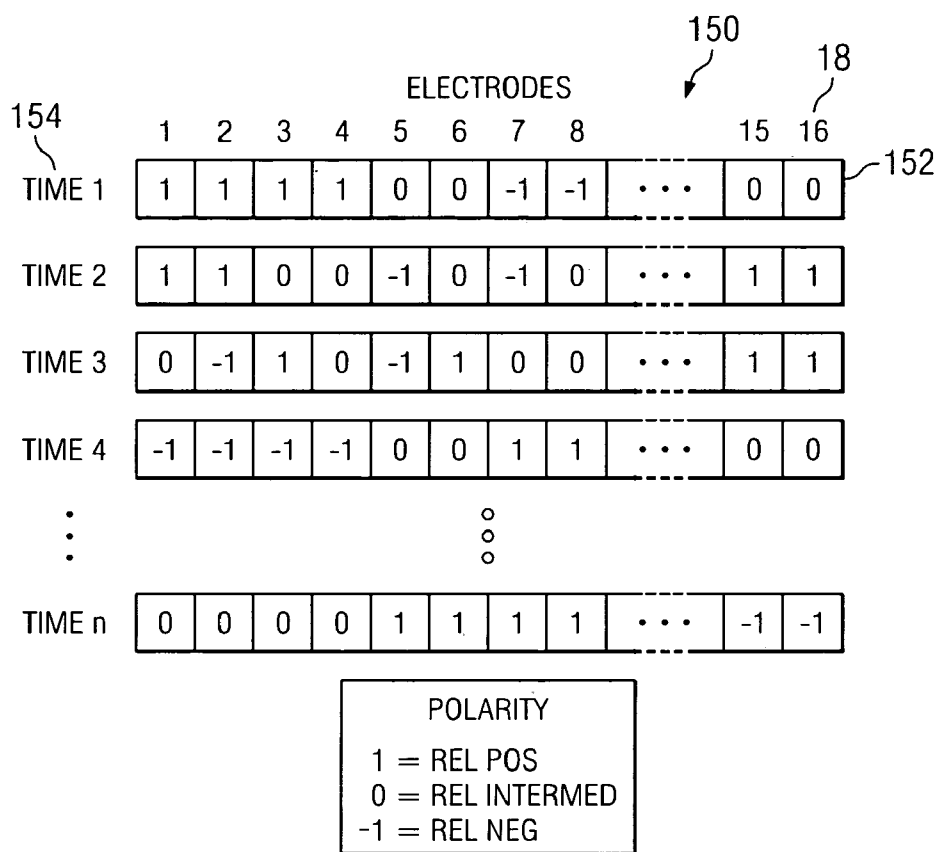 150
ELECTRODES 18
154 1 2 3 4 5 6 7 8 15 16
TIME 1 1 1 1 1 0 0 -1 -1 • • • 0 0 152
TIME 2 1 1 0 0 -1 0 -1 0 • • • 1 1
TIME 3 0 -1 1 0 -1 1 0 0 • • • 1 1
TIME 4 -1 -1 -1 -1 0 0 1 1 • • • 0 0
TIME n 0 0 0 0 1 1 1 1 • • • -1 -1
POLARITY
1 = REL POS
0 = REL INTERMED
-1 = REL NEG